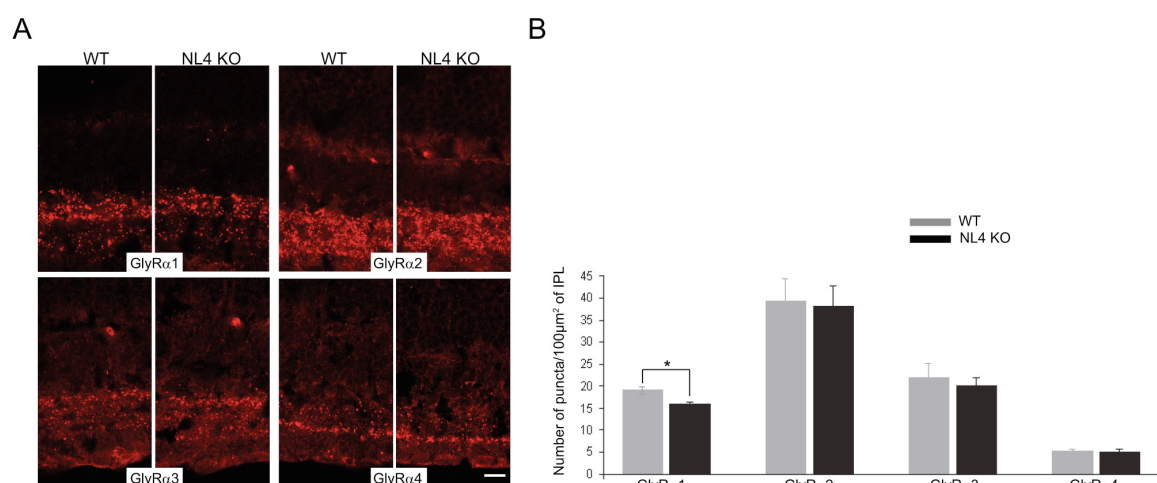 A
B
WT
NL4 KO
WT
NL4 KO
GlyRα1
GlyRα2
GlyRα3
GlyRα4
WT
NL4 KO
Number of puncta/100µm² of IPL
45
40
35
30
25
20
15
10
5
0
*